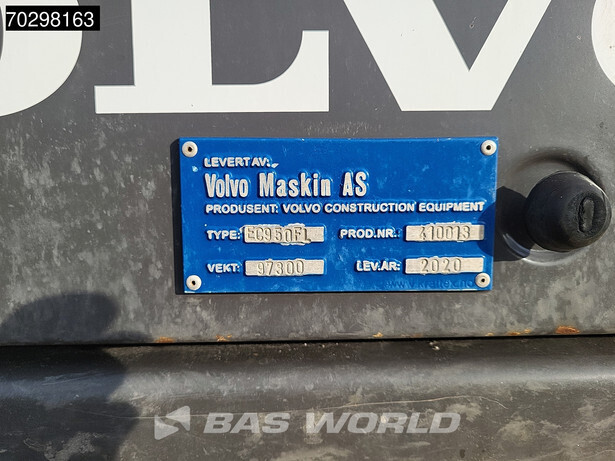 70298163
OLVO
LEVERT AV:
Volvo Maskin AS
PRODUSENT: VOLVO CONSTRUCTION EQUIPMENT
TYPE: EC950FL PROD.NR.: 310013
VEKT: 97300 LEV.ÅR: 2020
BAS WORLD